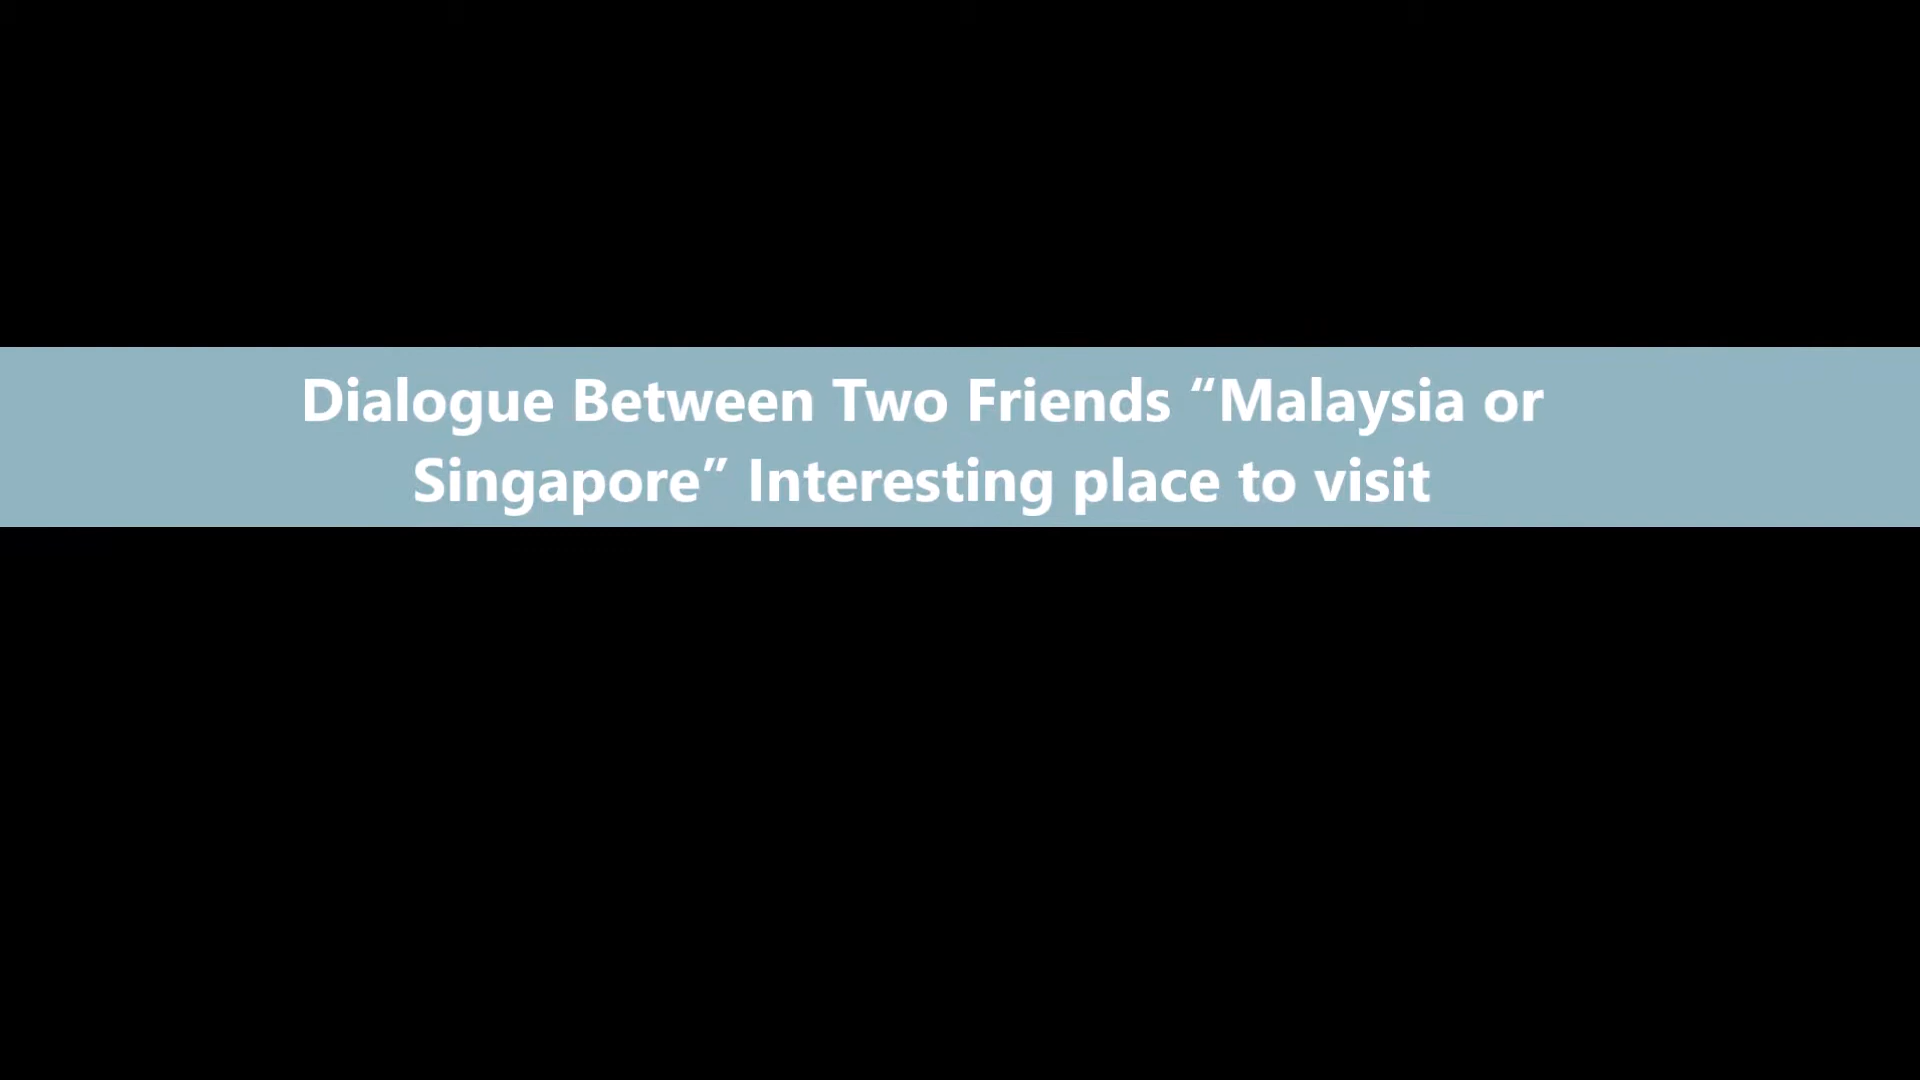 Dialogue Between Two Friends “Malaysia or
Singapore” Interesting place to visit